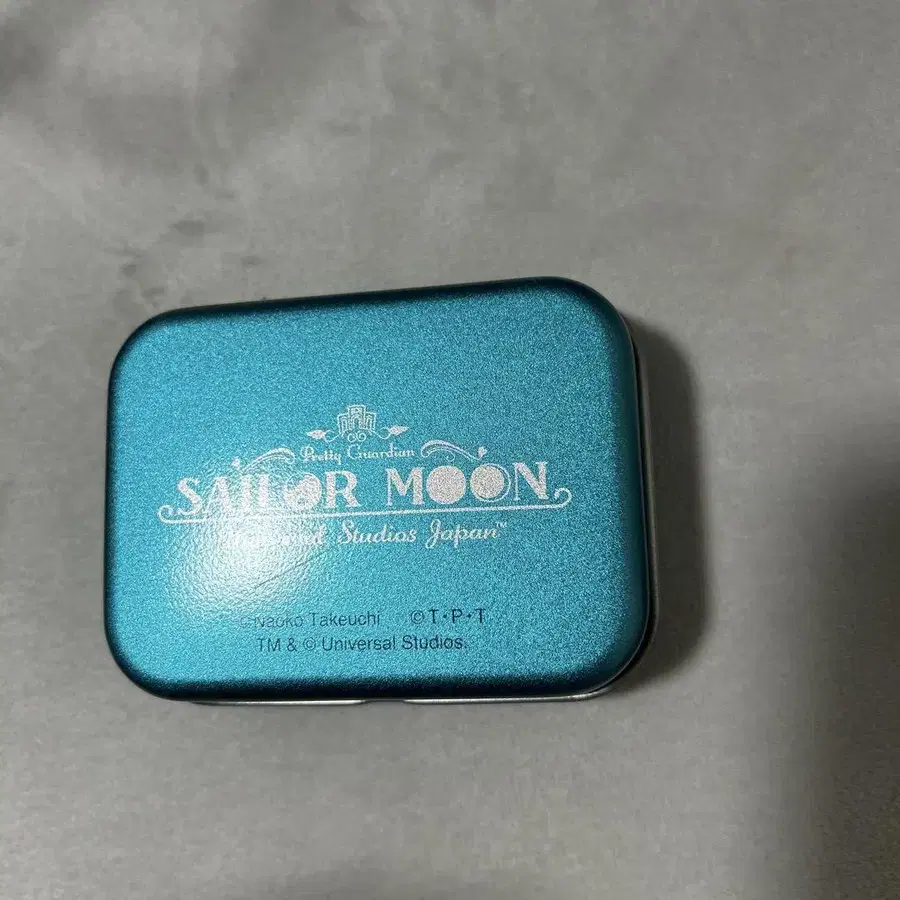 Pretty Guardian
SAILOR MOON
Universal Studios Japan™
©Naoko Takeuchi ©T・P・T
TM & © Universal Studios.